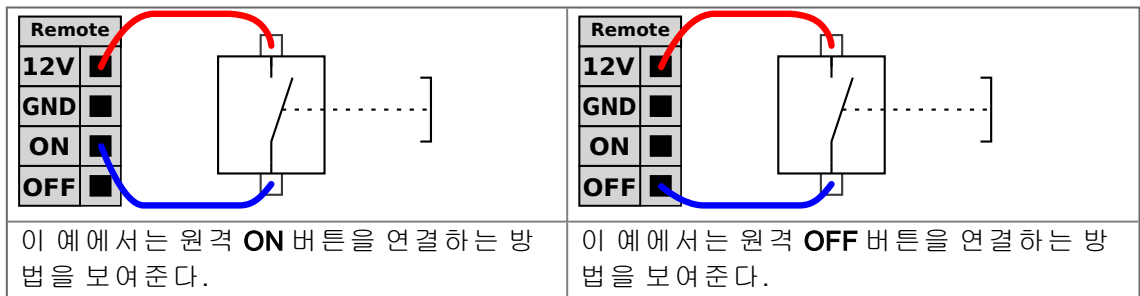 Remote
12V
GND
ON
OFF
이 예에서는 원격 ON 버튼을 연결하는 방
법을 보여준다.
Remote
12V
GND
ON
OFF
이 예에서는 원격 OFF 버튼을 연결하는 방
법을 보여준다.